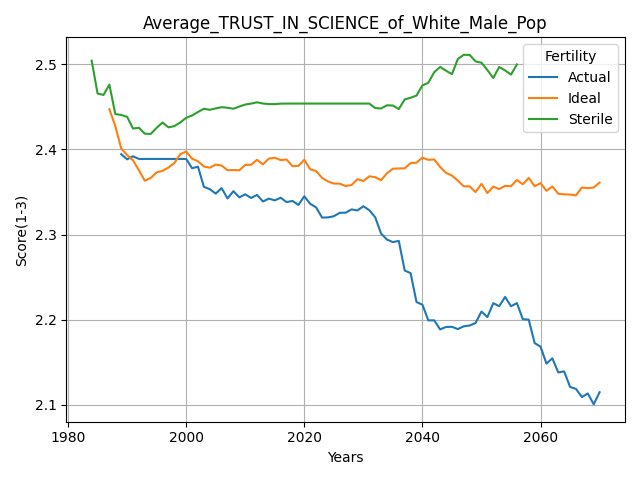 Average_TRUST_IN_SCIENCE_of_White_Male_Pop
Fertility
Actual
Ideal
Sterile
Score(1-3)
2.5
2.4
2.3
2.2
2.1
1980 2000 2020 2040 2060
Years